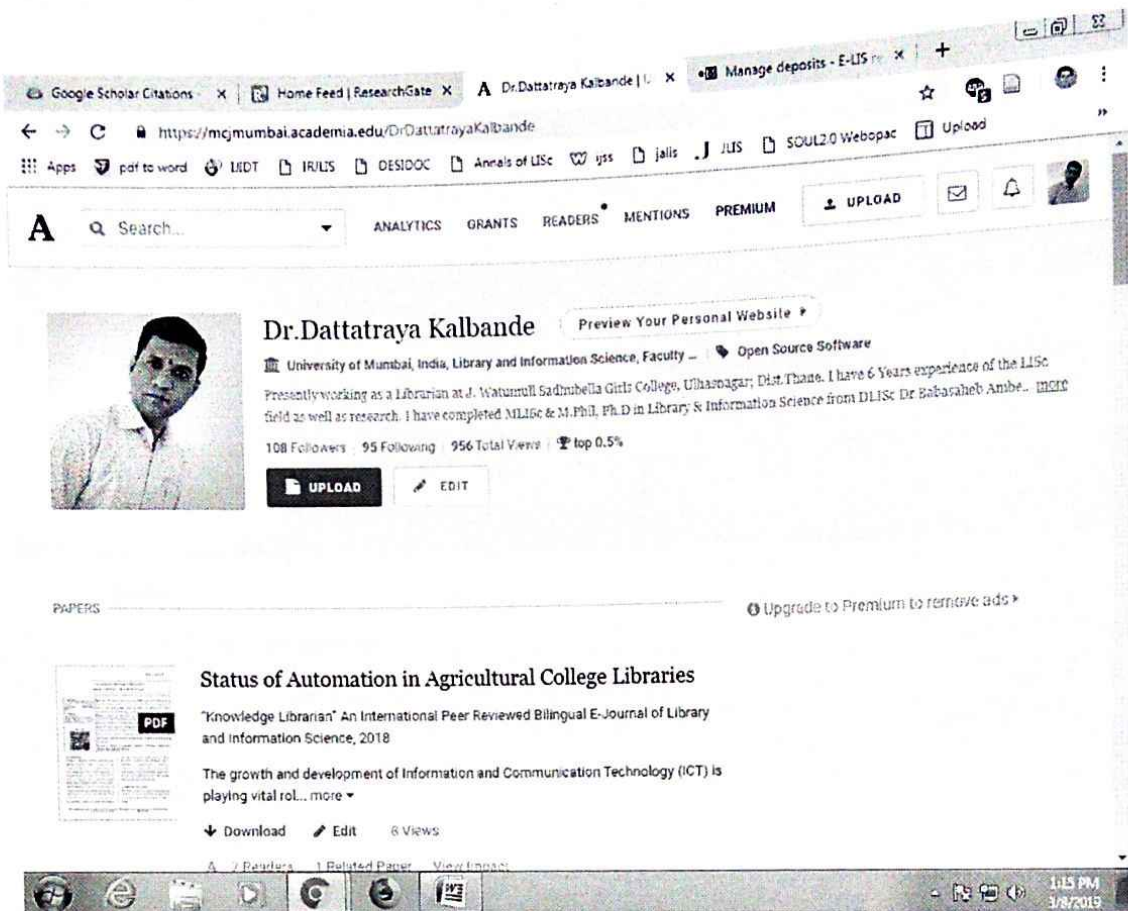 Google Scholar Citations - × Home Feed | ResearchGate × A Dr.Dattatraya Kalbande | × Manage deposits - E-LIS re × +
https://mcjmumbai.academia.edu/DrDattatrayaKalbande
Apps pdf to word IJIDT IR/LIS DESIDOC Annals of LISc ijss jalis JLIS SOUL2.0 Webopac Upload »
A Search... ANALYTICS GRANTS READERS MENTIONS PREMIUM UPLOAD
Dr.Dattatraya Kalbande Preview Your Personal Website
University of Mumbai, India, Library and Information Science, Faculty ... Open Source Software
Presently working as a Librarian at J. Watumull Sadhubella Girls College, Ulhasnagar; Dist.Thane. I have 6 Years experience of the LISc
field as well as research. I have completed MLISc & M.Phil, Ph.D in Library & Information Science from DLISc Dr Babasaheb Ambe... more
108 Followers 95 Following 956 Total Views top 0.5%
UPLOAD EDIT
PAPERS Upgrade to Premium to remove ads
Status of Automation in Agricultural College Libraries
PDF
"Knowledge Librarian" An International Peer Reviewed Bilingual E-Journal of Library
and Information Science, 2018
The growth and development of Information and Communication Technology (ICT) is
playing vital rol... more
Download Edit 6 Views
Readers 1 Related Paper View Impact
1:15 PM
3/8/2019